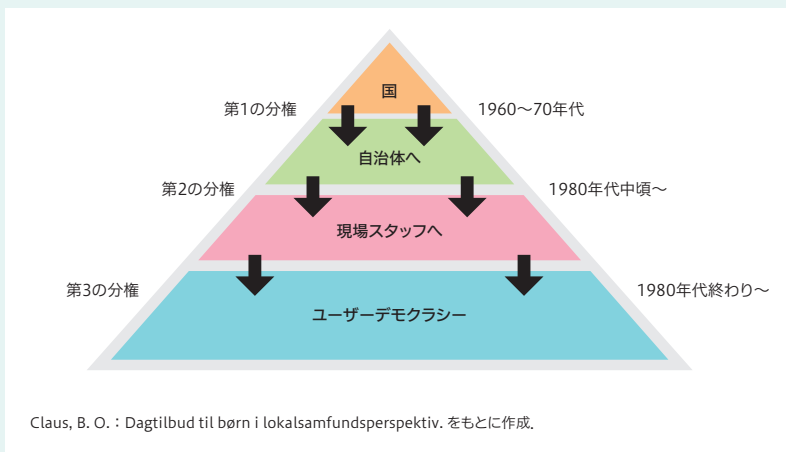 国
第1の分権
1960〜70年代
自治体へ
第2の分権
1980年代中頃〜
現場スタッフへ
第3の分権
1980年代終わり〜
ユーザーデモクラシー
Claus, B. O.：Dagtilbud til børn i lokalsamfundsperspektiv. をもとに作成.